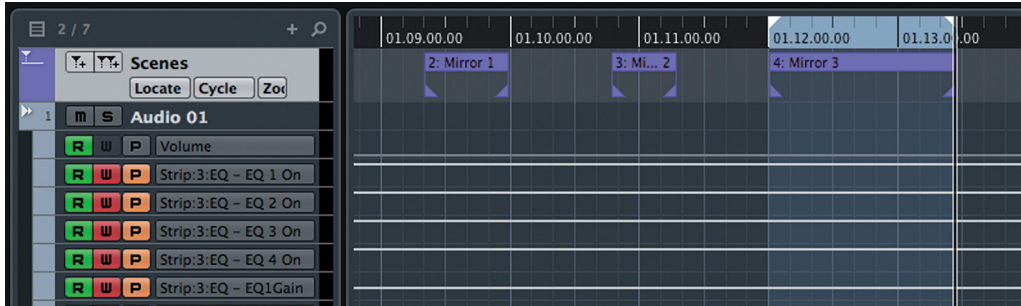 2 / 7
01.09.00.00 01.10.00.00 01.11.00.00 01.12.00.00 01.13.00.00
Scenes
2: Mirror 1 3: Mi... 2 4: Mirror 3
Locate Cycle Zo
1 m S Audio 01
R W P Volume
R W P Strip:3:EQ – EQ 1 On
R W P Strip:3:EQ – EQ 2 On
R W P Strip:3:EQ – EQ 3 On
R W P Strip:3:EQ – EQ 4 On
R W P Strip:3:EQ – EQ1Gain